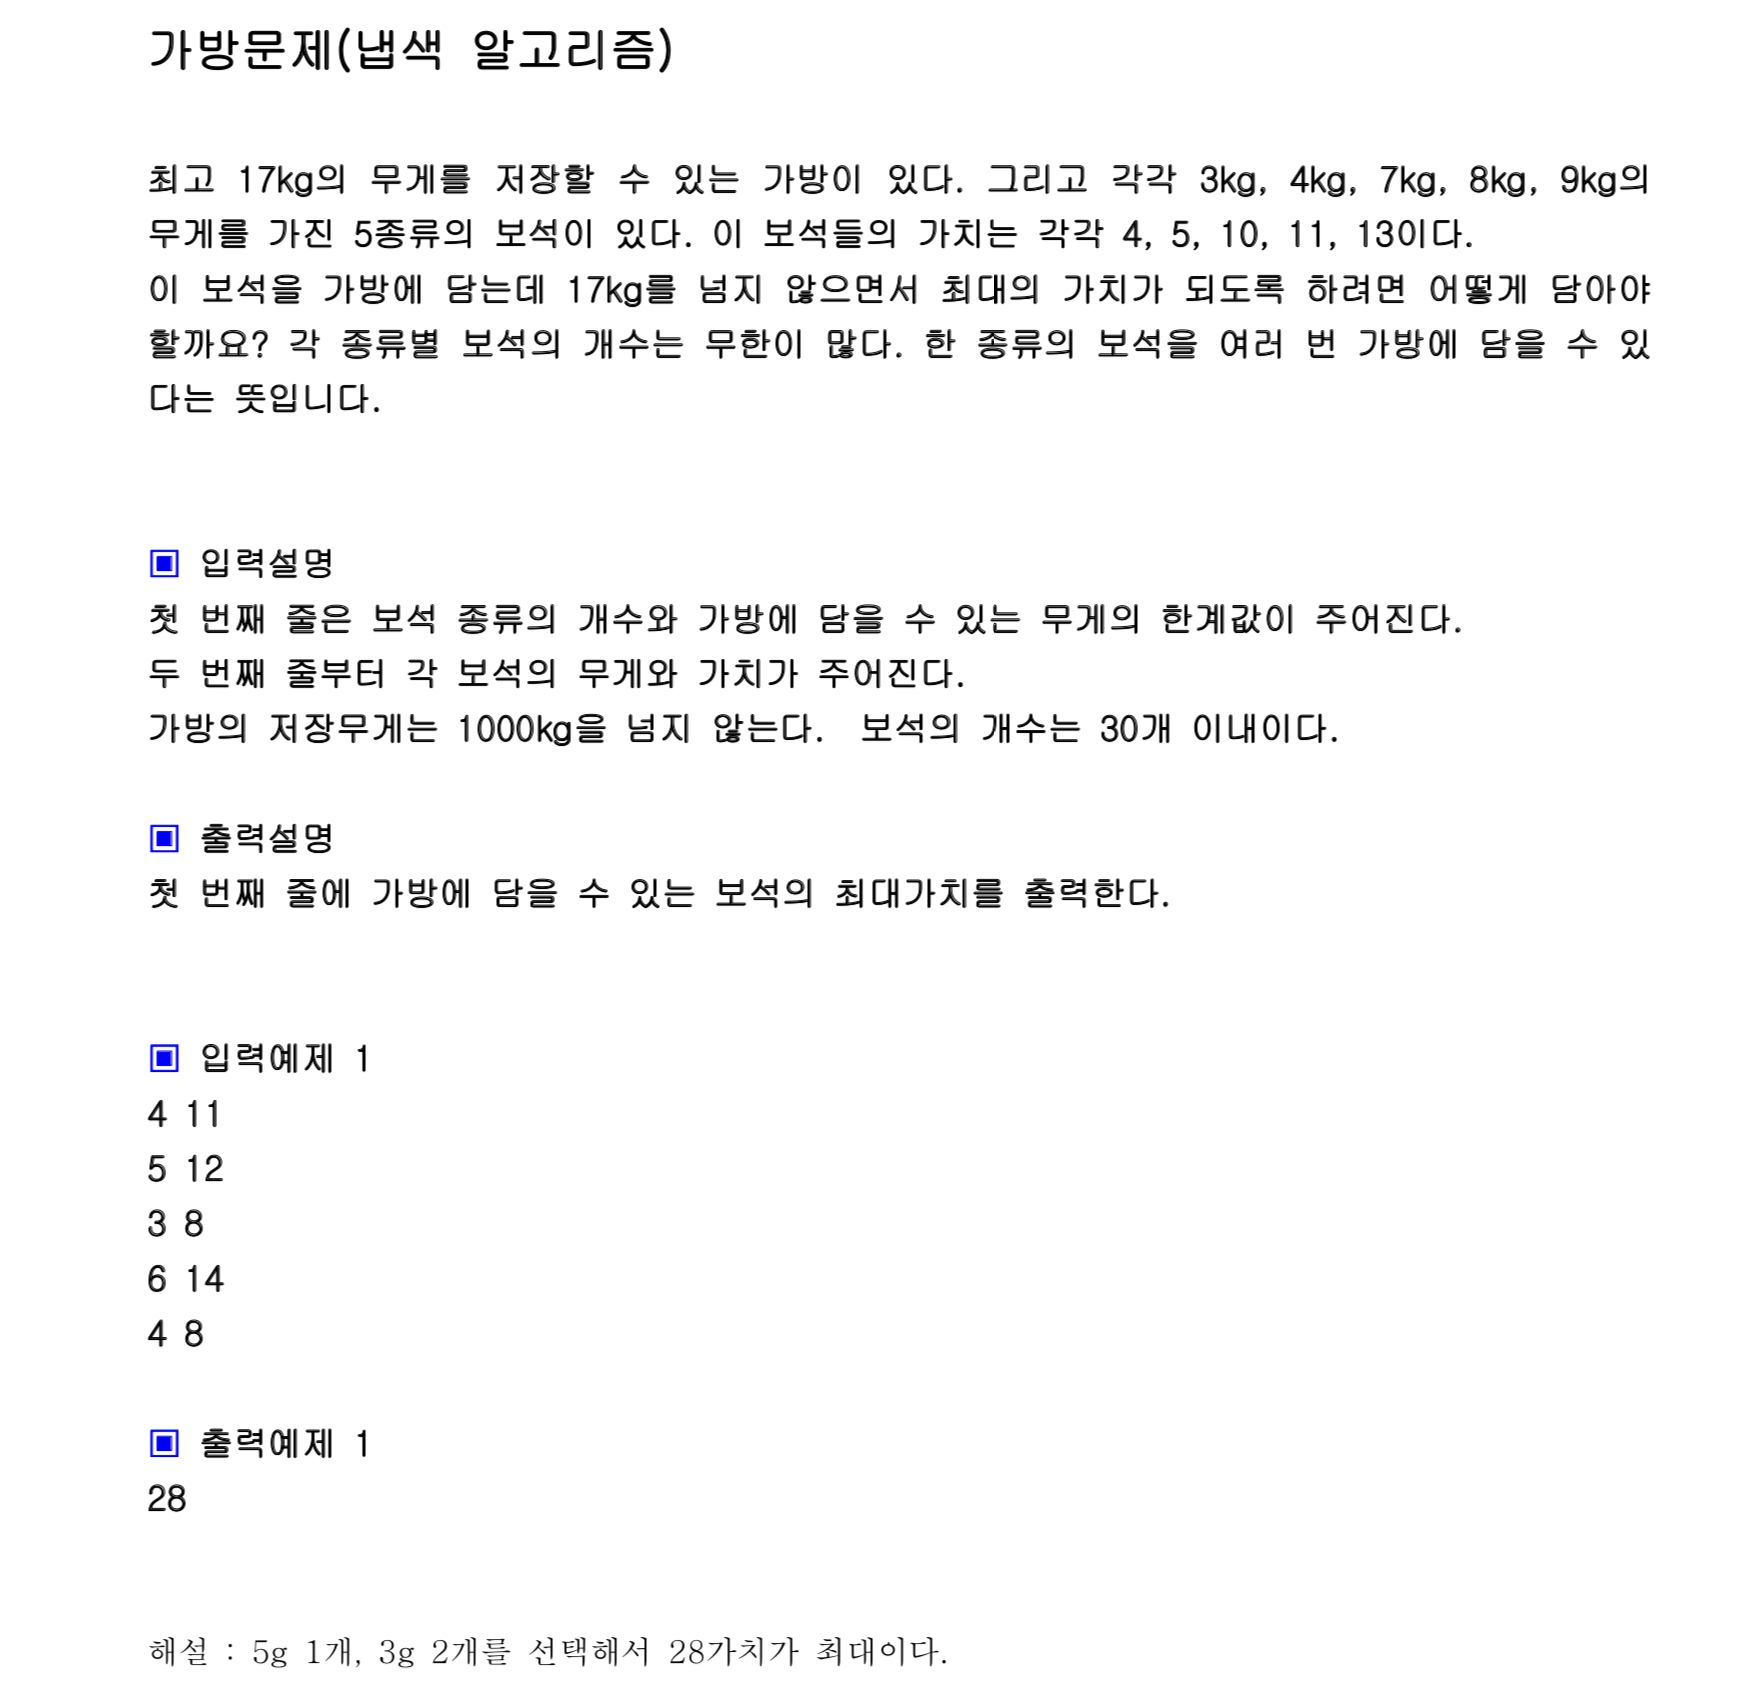 가방문제(냅색 알고리즘)
최고 17kg의 무게를 저장할 수 있는 가방이 있다. 그리고 각각 3kg, 4kg, 7kg, 8kg, 9kg의
무게를 가진 5종류의 보석이 있다. 이 보석들의 가치는 각각 4, 5, 10, 11, 13이다.
이 보석을 가방에 담는데 17kg를 넘지 않으면서 최대의 가치가 되도록 하려면 어떻게 담아야
할까요? 각 종류별 보석의 개수는 무한이 많다. 한 종류의 보석을 여러 번 가방에 담을 수 있
다는 뜻입니다.
▣ 입력설명
첫 번째 줄은 보석 종류의 개수와 가방에 담을 수 있는 무게의 한계값이 주어진다.
두 번째 줄부터 각 보석의 무게와 가치가 주어진다.
가방의 저장무게는 1000kg을 넘지 않는다. 보석의 개수는 30개 이내이다.
▣ 출력설명
첫 번째 줄에 가방에 담을 수 있는 보석의 최대가치를 출력한다.
▣ 입력예제 1
4 11
5 12
3 8
6 14
4 8
▣ 출력예제 1
28
해설 : 5g 1개, 3g 2개를 선택해서 28가치가 최대이다.